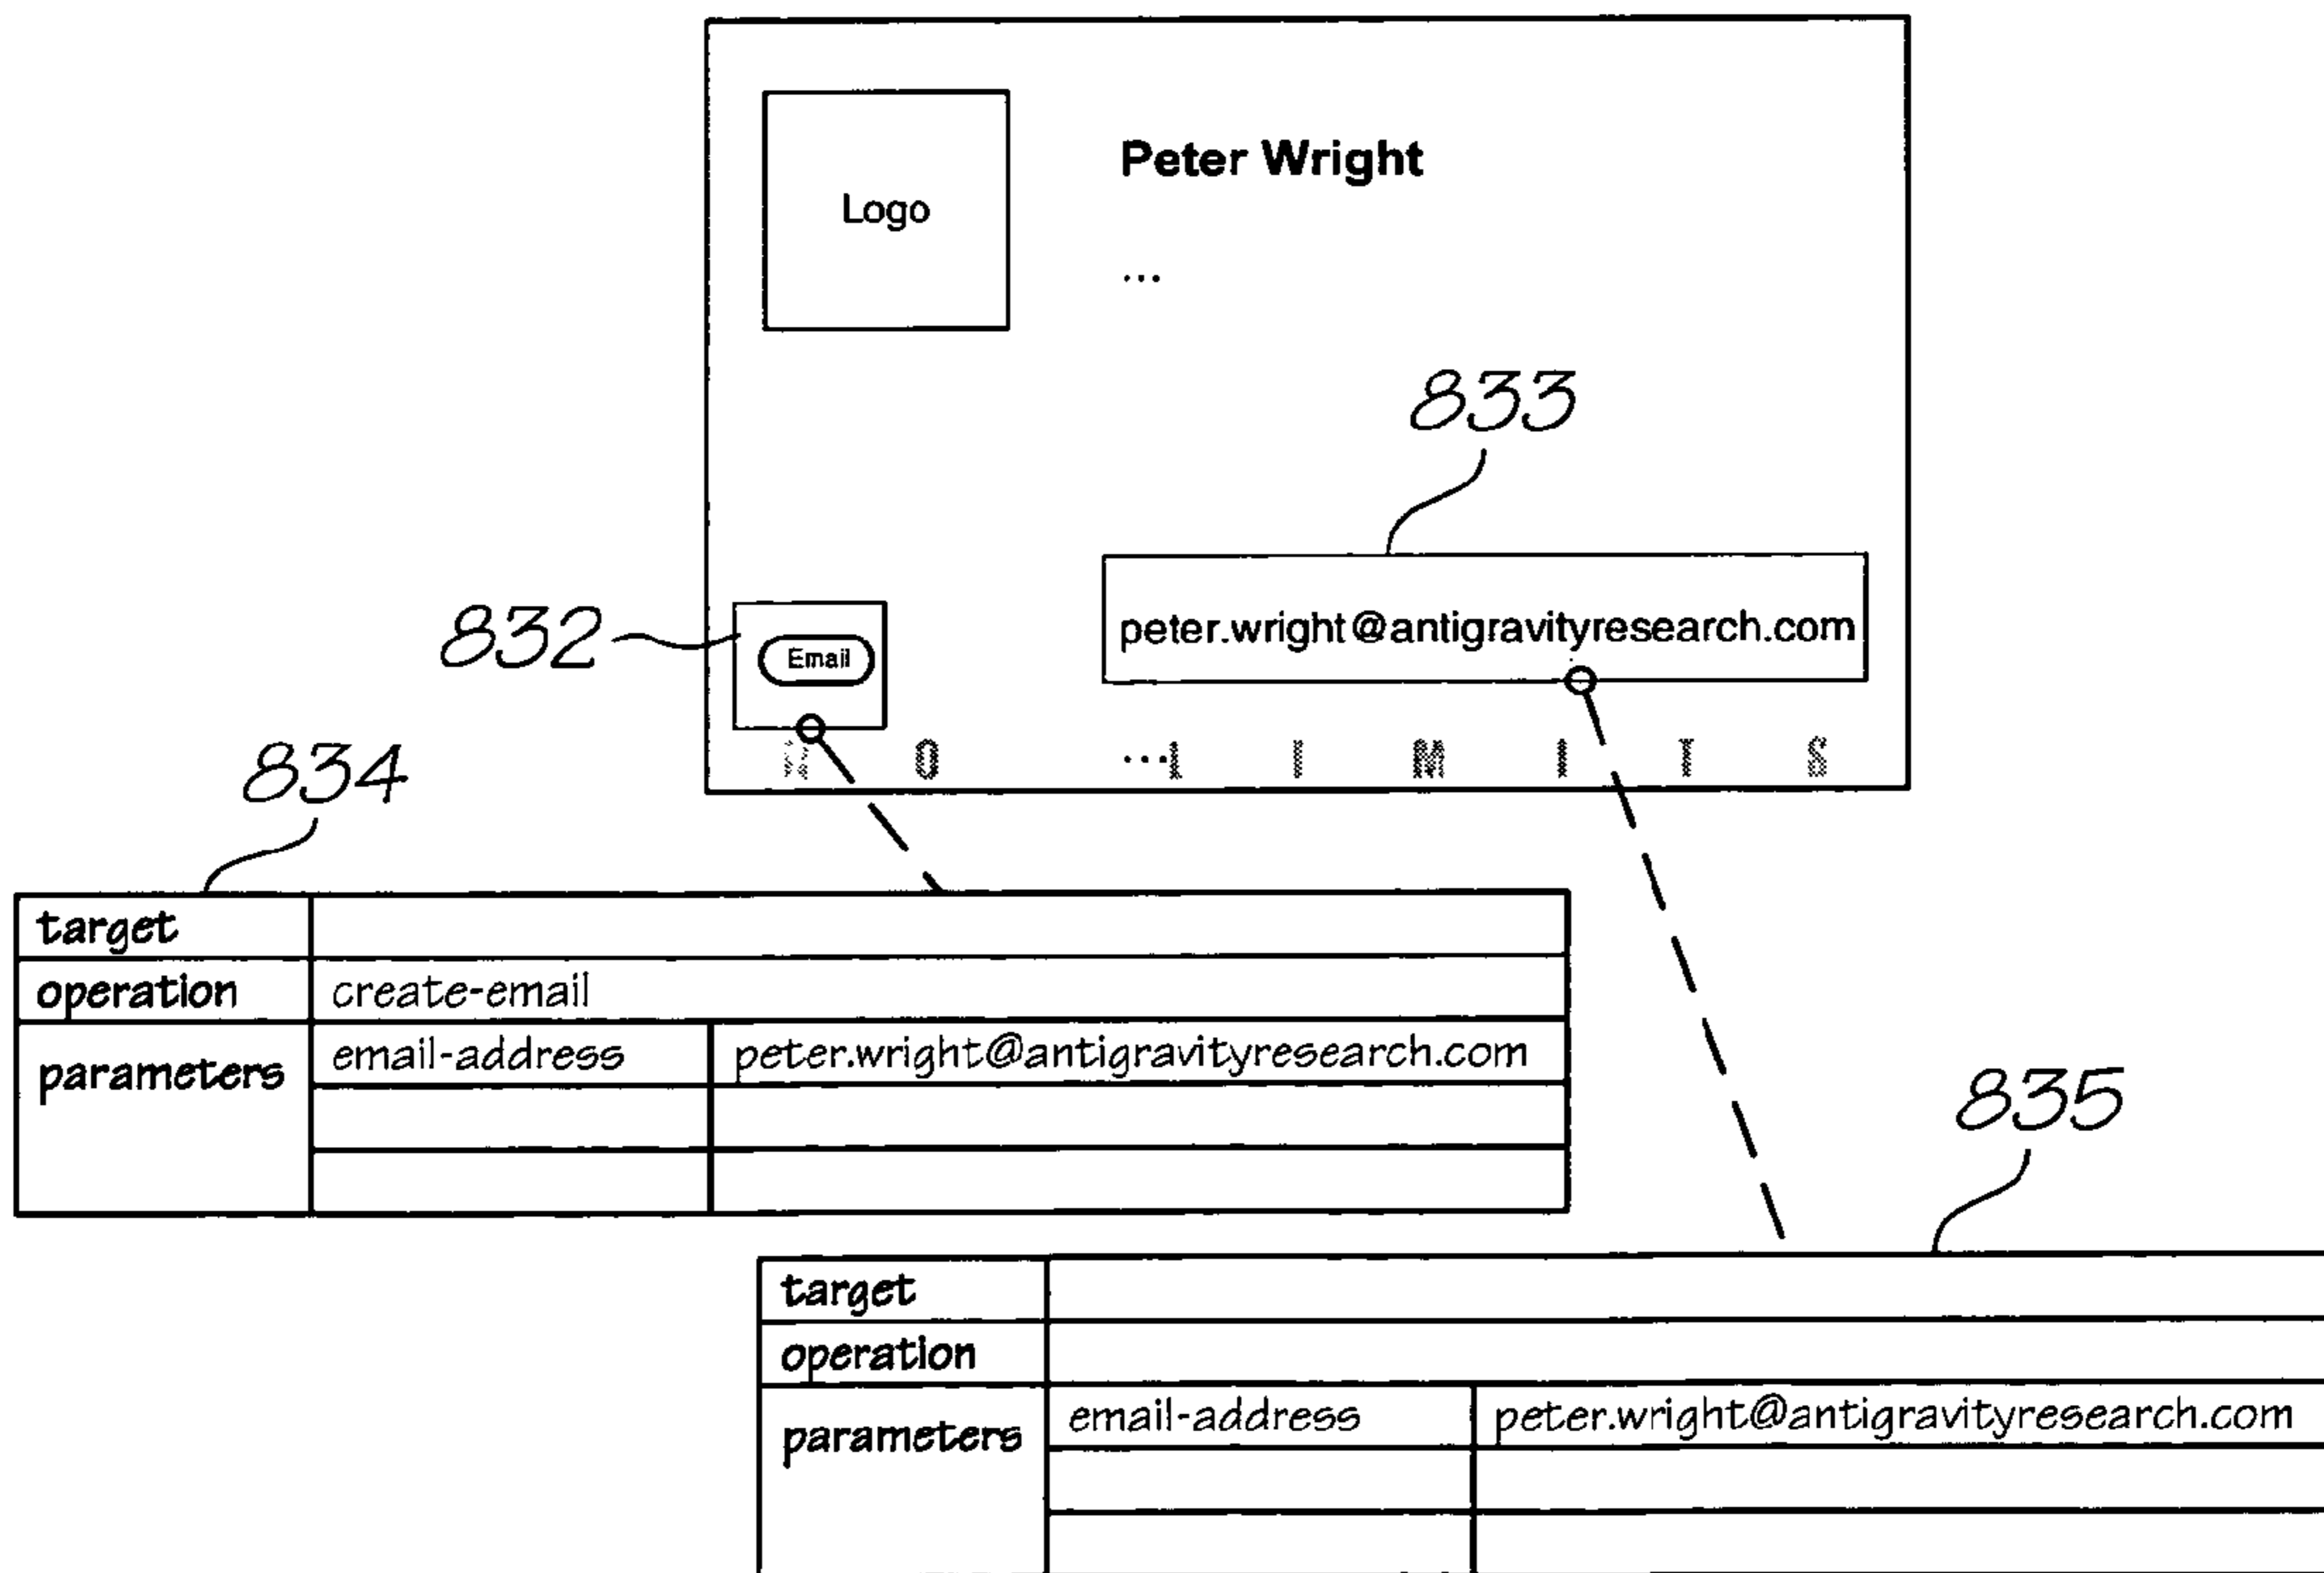 Peter Wright
Logo
...
833
peter.wright@antigravityresearch.com
832
Email
N O ...L I M I T S
834
target
operation create-email
parameters email-address peter.wright@antigravityresearch.com
835
target
operation
parameters email-address peter.wright@antigravityresearch.com